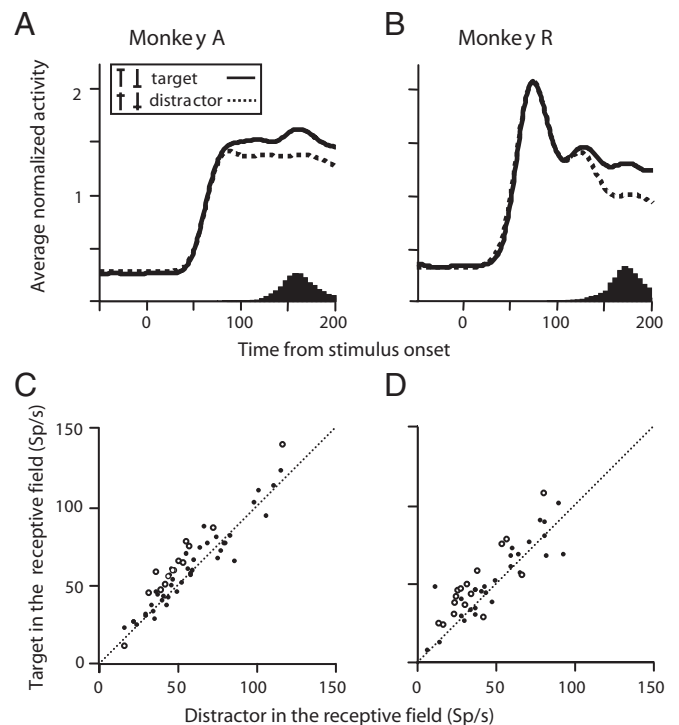 A
B
Monkey A
Monkey R
target
distractor
Average normalized activity
2
1
0
100
200
0
100
200
Time from stimulus onset
C
D
Target in the receptive field (Sp/s)
150
100
50
0
0
50
100
150
0
50
100
150
Distractor in the receptive field (Sp/s)